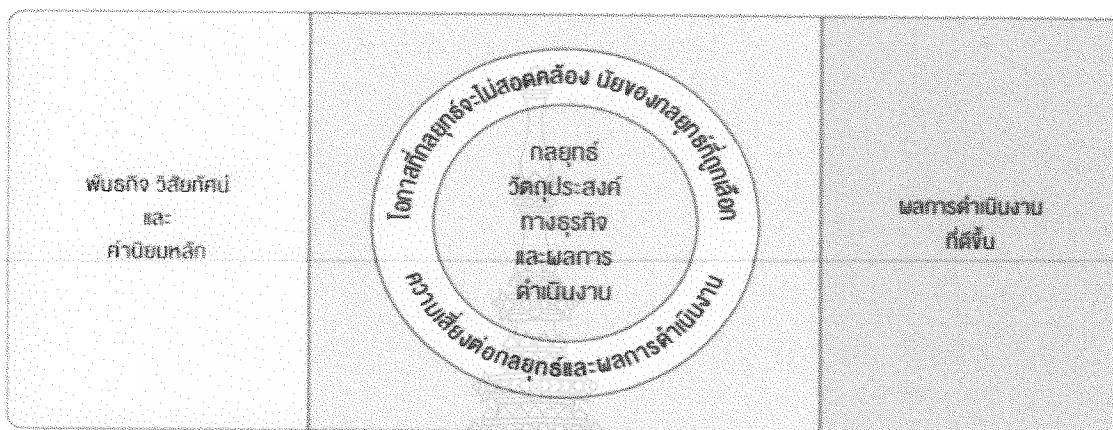 พันธกิจ วิสัยทัศน์
และ
ค่านิยมหลัก
โอกาสที่กลยุทธ์จะไม่สอดคล้อง นัยของกลยุทธ์ที่ถูกเลือก
กลยุทธ์
วัตถุประสงค์
ทางธุรกิจ
และผลการ
ดำเนินงาน
ความเสี่ยงต่อกลยุทธ์และผลการดำเนินงาน
ผลการดำเนินงาน
ที่ดีขึ้น